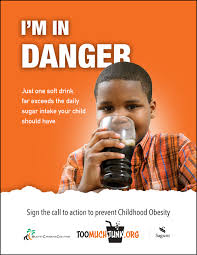 I'M IN
DANGER
Just one soft drink
far exceeds the daily
sugar intake your child
should have
Sign the call to action to prevent Childhood Obesity
TOOMUCHJUNK.ORG
Sagicor